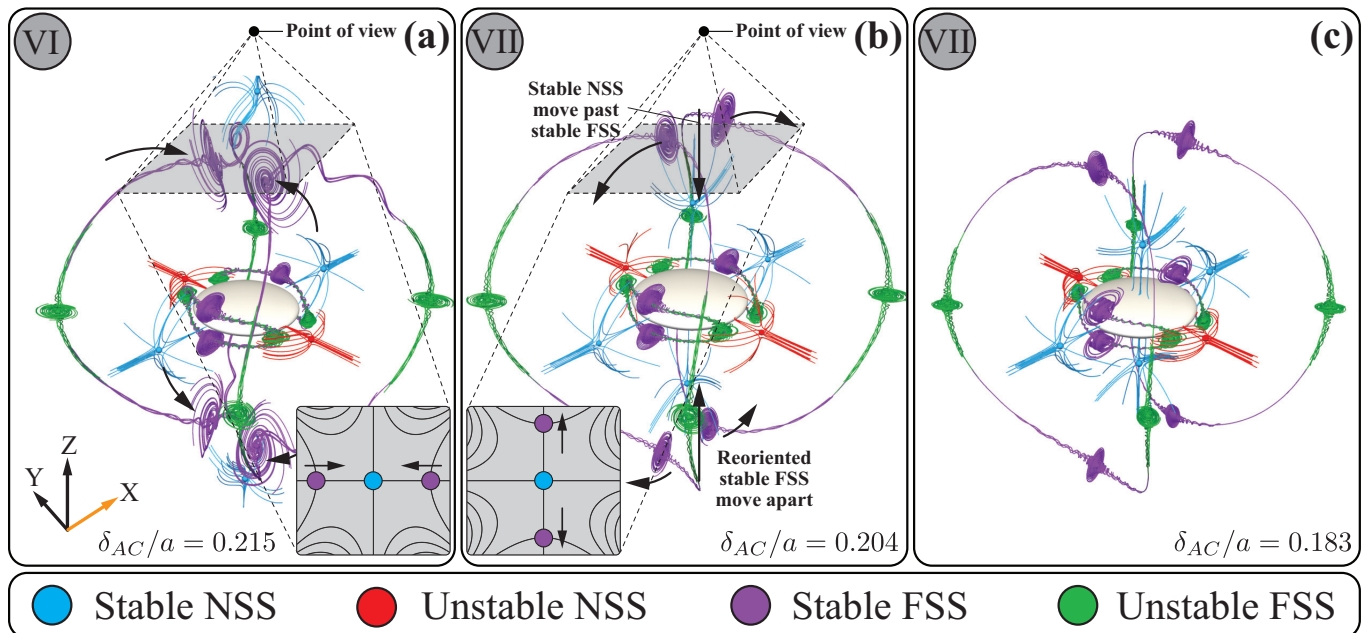 VI
Point of view
(a)
Z
Y
X
δ_AC/a = 0.215
VII
Point of view
(b)
Stable NSS
move past
stable FSS
Reoriented
stable FSS
move apart
δ_AC/a = 0.204
VII
(c)
δ_AC/a = 0.183
Stable NSS
Unstable NSS
Stable FSS
Unstable FSS